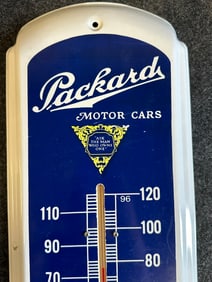 Packard
MOTOR CARS
"ASK
THE MAN
WHO OWNS
ONE"
120
96
110
100
90
80
70